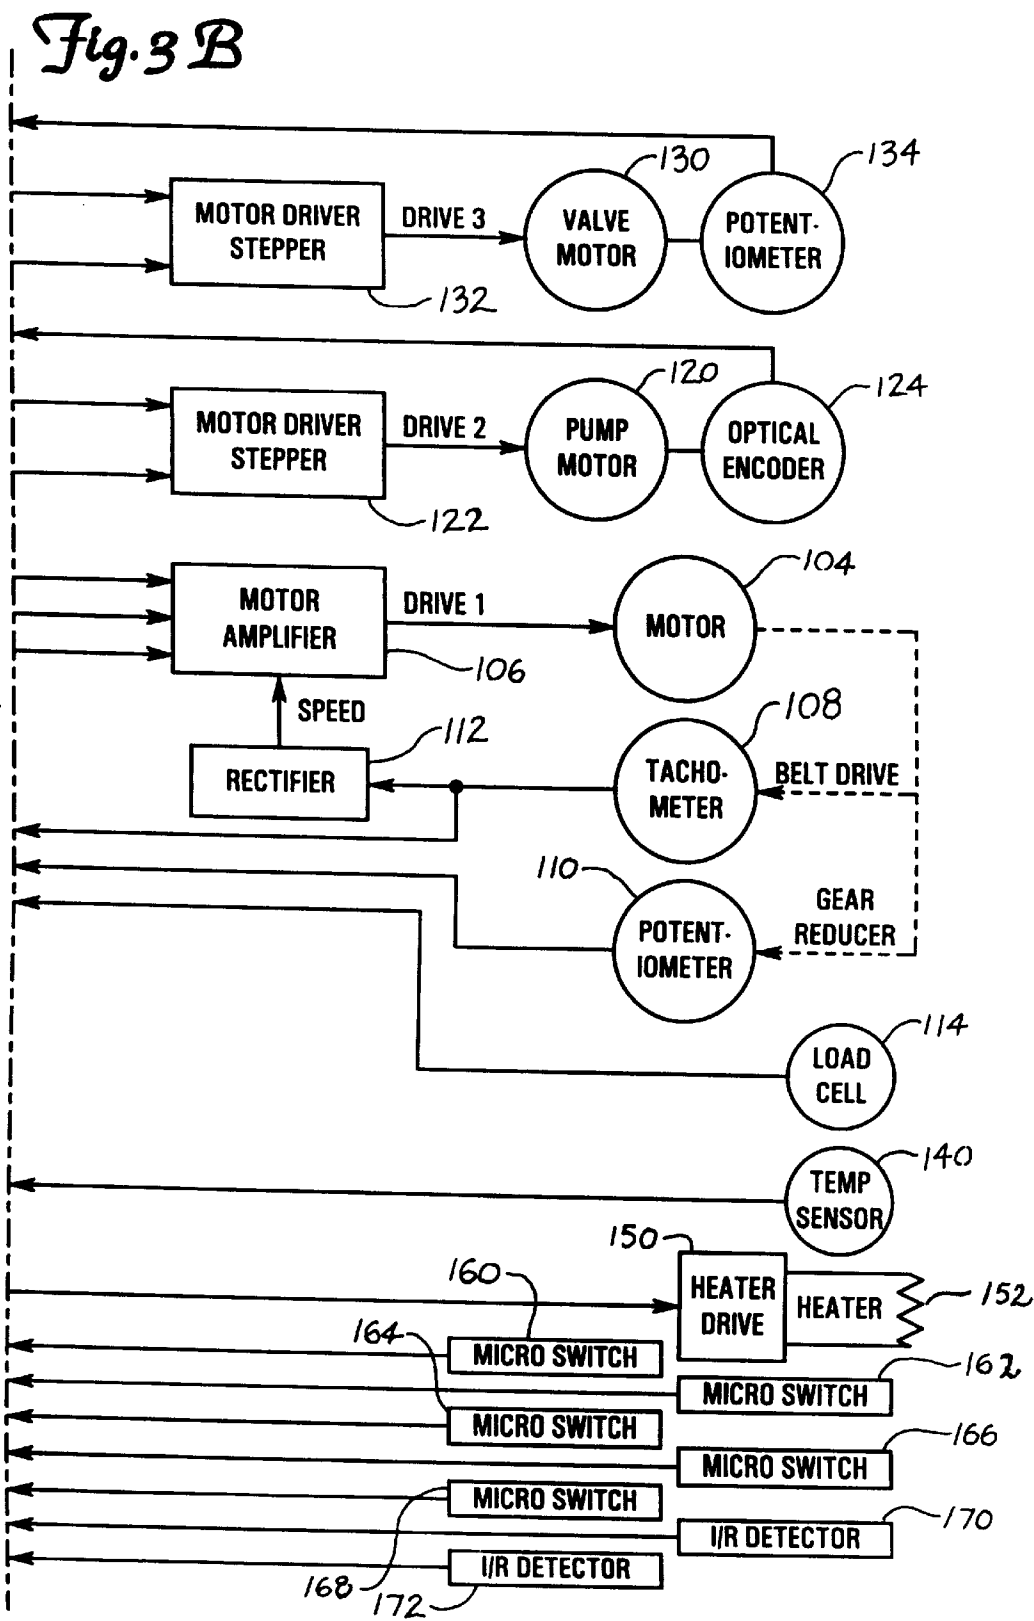 Fig. 3 B
130
134
MOTOR DRIVER
STEPPER
DRIVE 3
VALVE
MOTOR
POTENT-
IOMETER
132
120
124
MOTOR DRIVER
STEPPER
DRIVE 2
PUMP
MOTOR
OPTICAL
ENCODER
122
104
MOTOR
AMPLIFIER
DRIVE 1
MOTOR
106
SPEED
108
112
RECTIFIER
TACHO-
METER
BELT DRIVE
110
GEAR
REDUCER
POTENT-
IOMETER
114
LOAD
CELL
140
TEMP
SENSOR
150
160
HEATER
DRIVE
HEATER
152
164
MICRO SWITCH
162
MICRO SWITCH
MICRO SWITCH
166
MICRO SWITCH
MICRO SWITCH
170
I/R DETECTOR
I/R DETECTOR
168
172